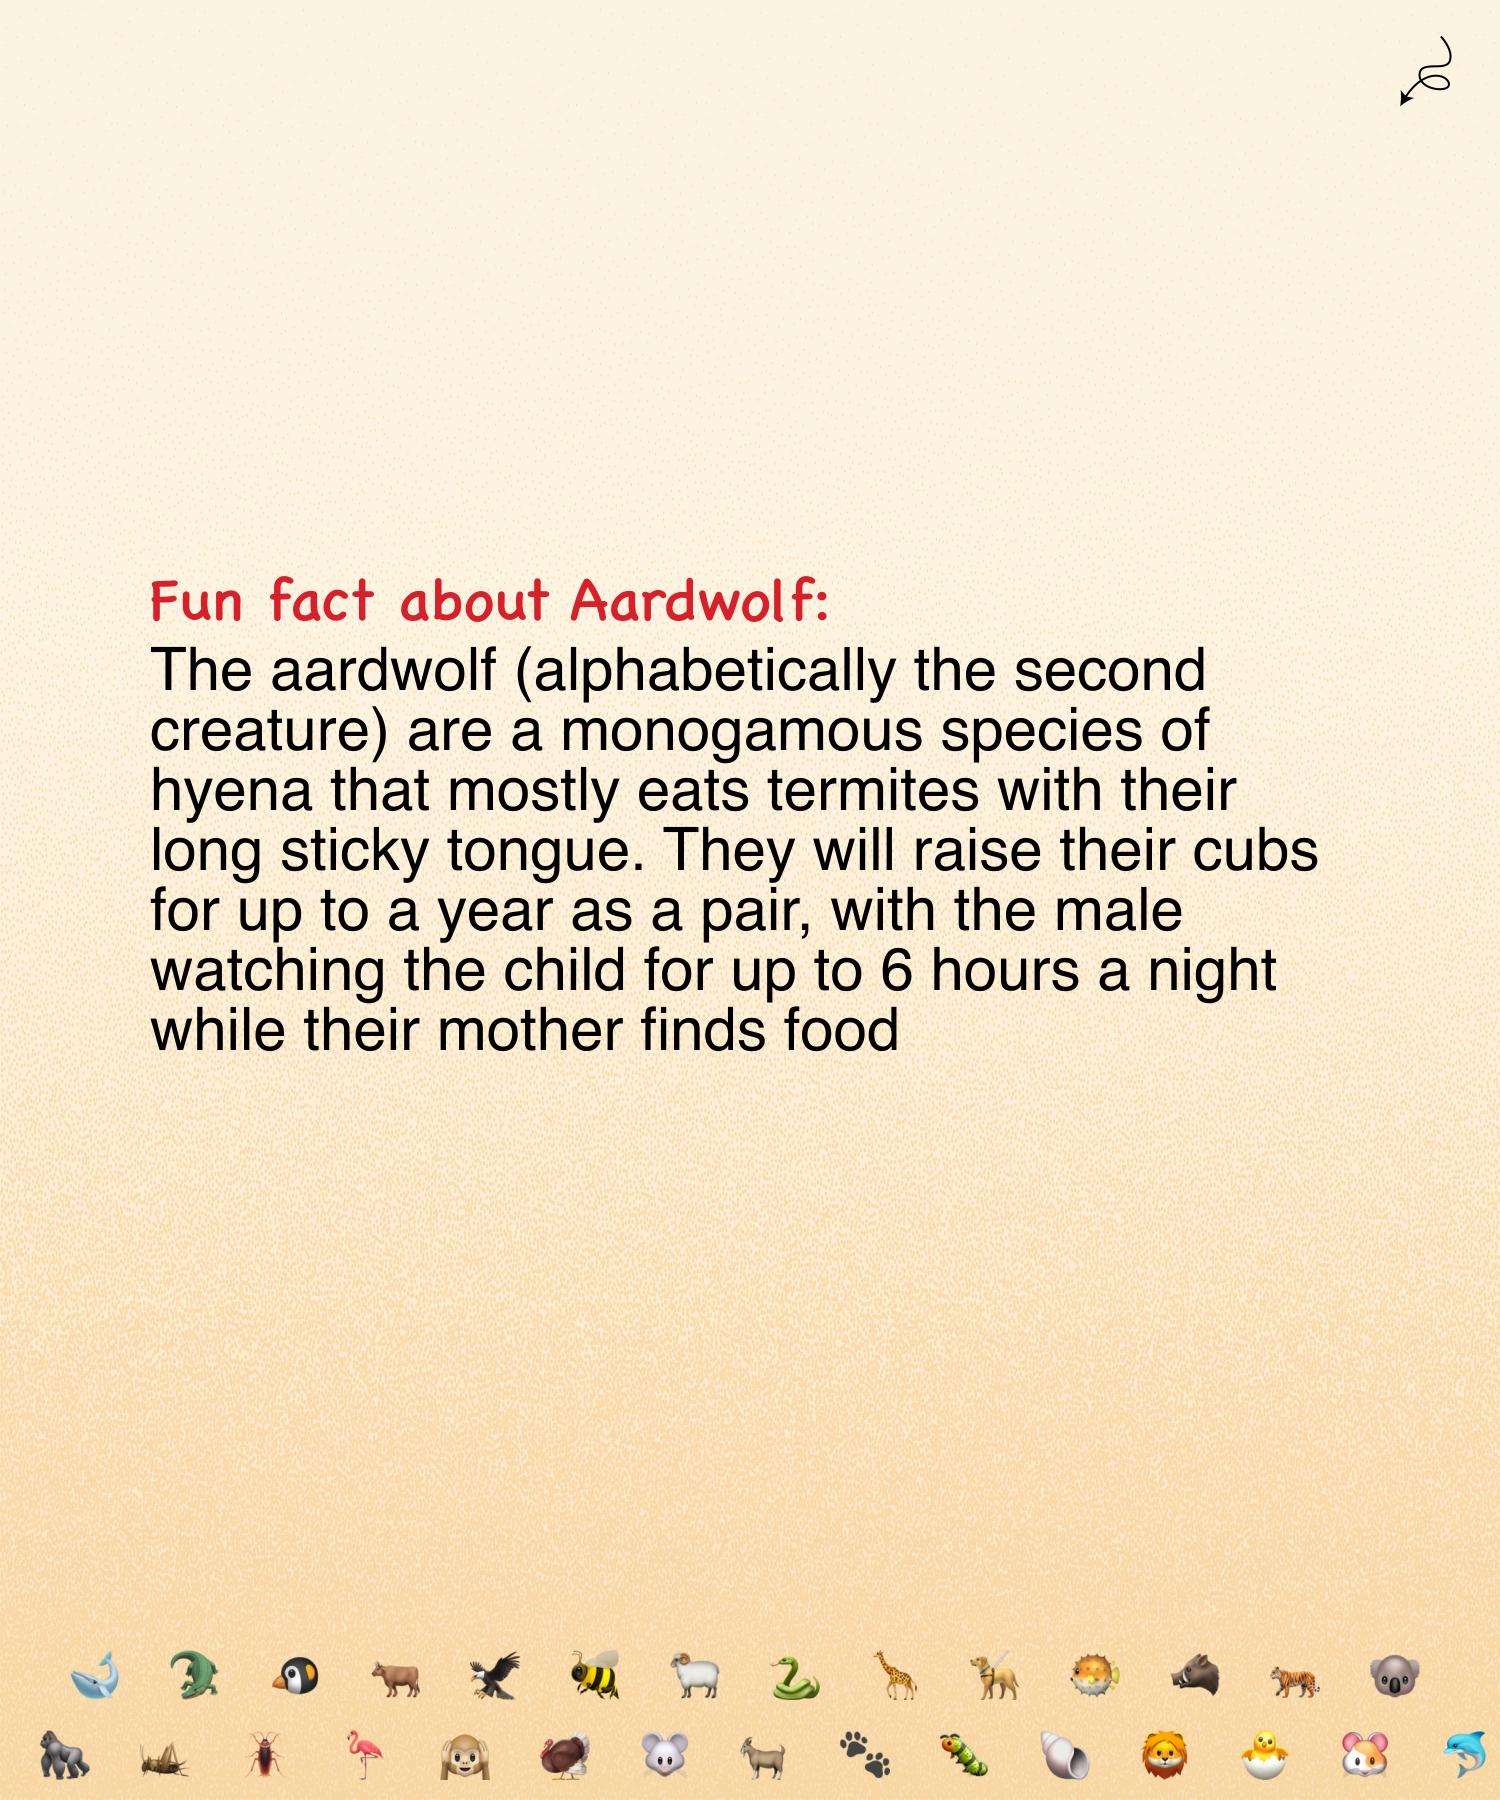 Fun fact about Aardwolf:
The aardwolf (alphabetically the second
creature) are a monogamous species of
hyena that mostly eats termites with their
long sticky tongue. They will raise their cubs
for up to a year as a pair, with the male
watching the child for up to 6 hours a night
while their mother finds food